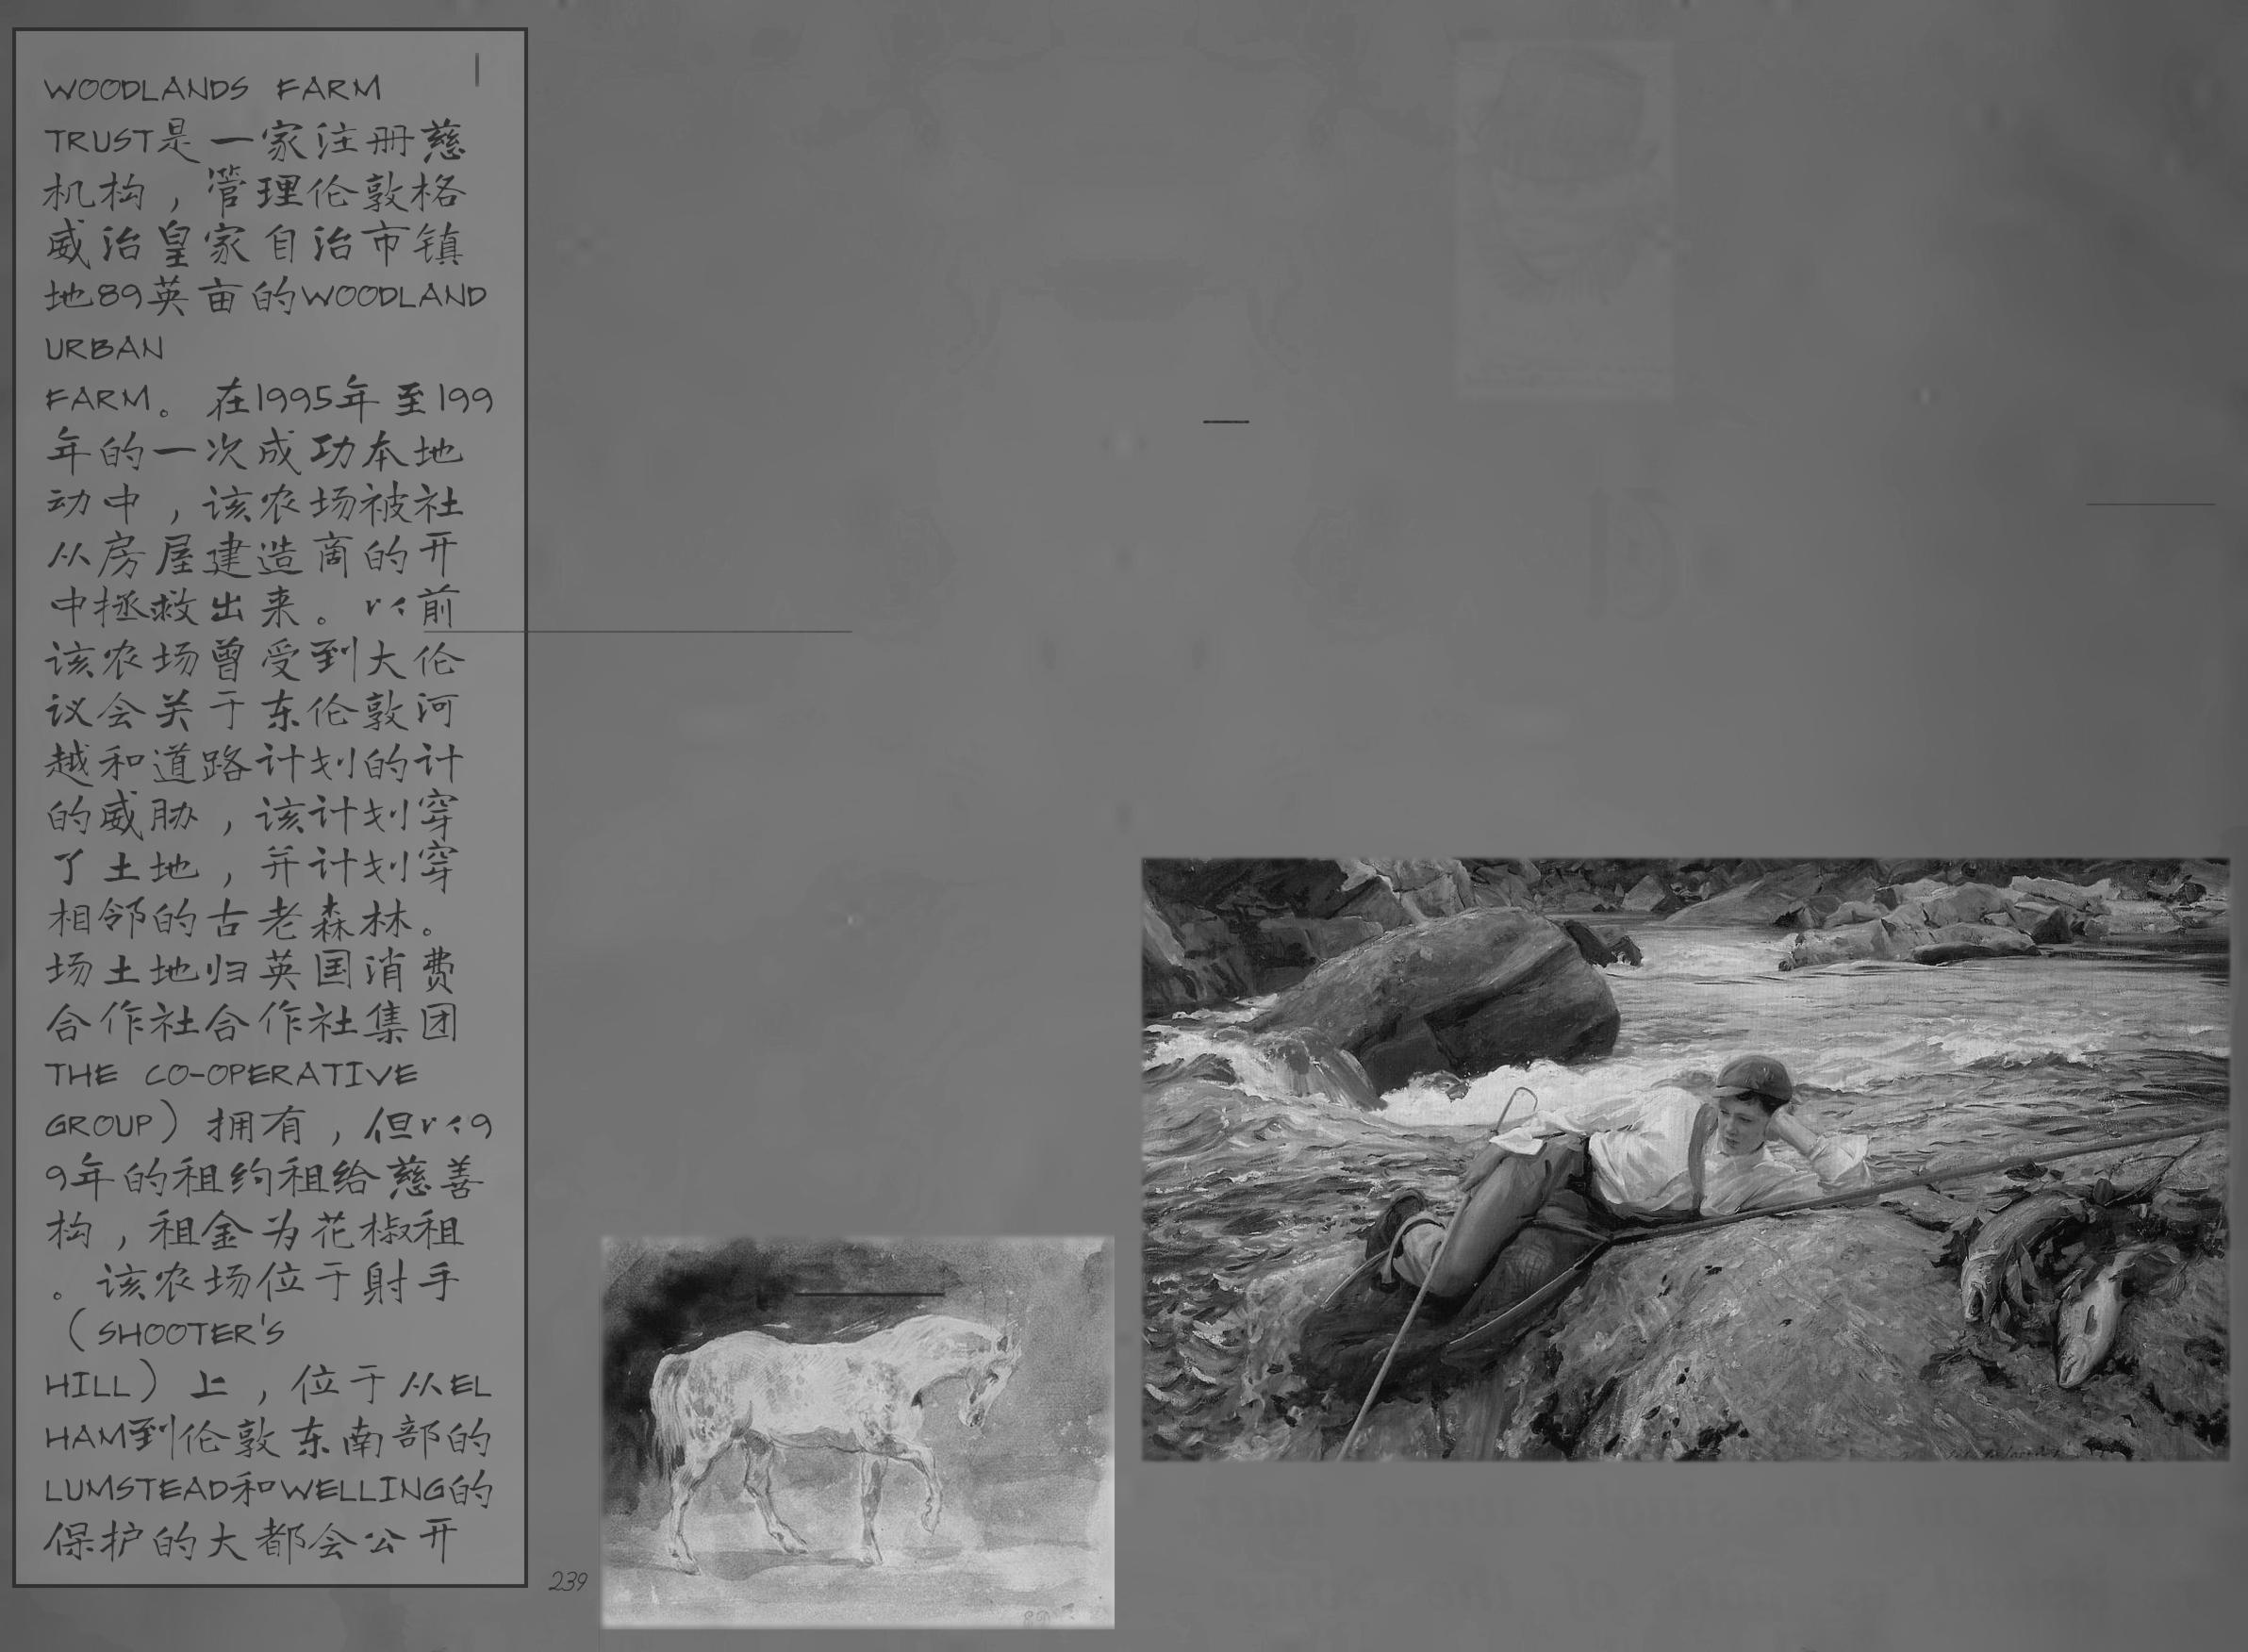 WOODLANDS FARM
TRUST是一家注册慈
机构，管理伦敦格
威治皇家自治市镇
地89英亩的WOODLAND
URBAN
FARM。在1995年至199
年的一次成功本地
动中，该农场被社
从房屋建造商的开
中拯救出来。前
该农场曾受到大伦
议会关于东伦敦河
越和道路计划的计
的威胁，该计划穿
了土地，并计划穿
相邻的古老森林。
场土地归英国消费
合作社合作社集团
THE CO-OPERATIVE
GROUP）拥有，但9
9年的租约租给慈善
构，租金为花椒租
。该农场位于射手
（SHOOTER'S
HILL）上，位于从EL
HAM到伦敦东南部的
LUMSTEAD和WELLING的
保护的大都会公开
239